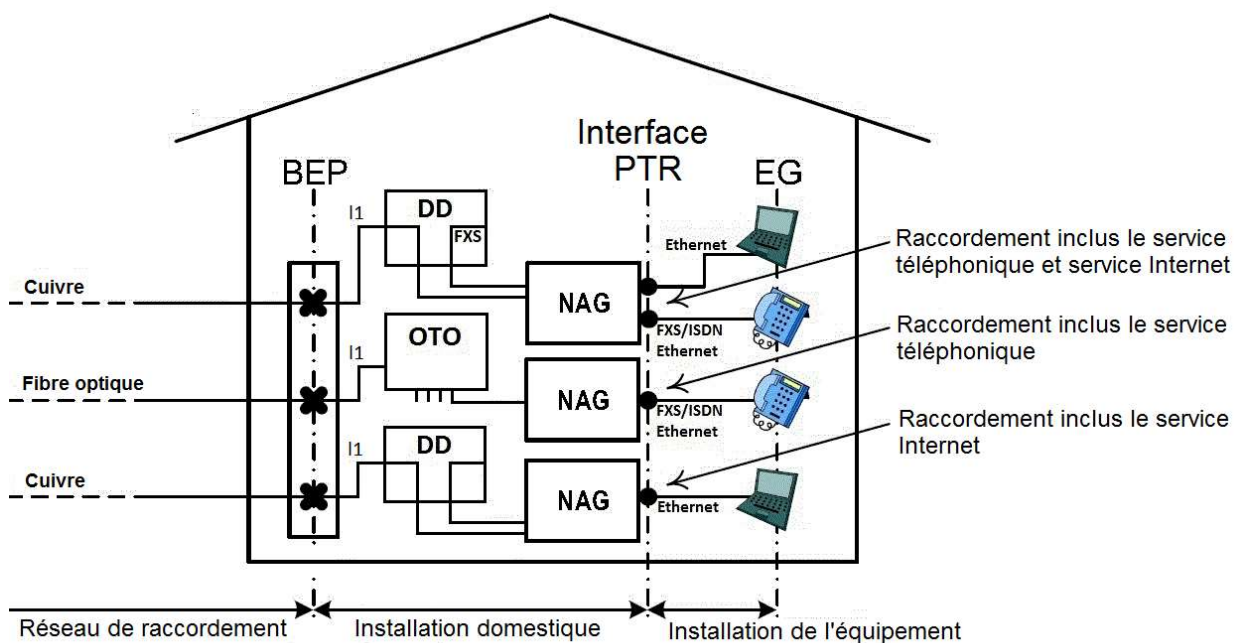 Interface
PTR
BEP
EG
DD
FXS
I1
Ethernet
Raccordement inclus le service
téléphonique et service Internet
Cuivre
NAG
FXS/ISDN
Ethernet
OTO
I1
Raccordement inclus le service
téléphonique
Fibre optique
NAG
FXS/ISDN
Ethernet
Raccordement inclus le service
Internet
DD
I1
Cuivre
NAG
Ethernet
Réseau de raccordement
Installation domestique
Installation de l'équipement